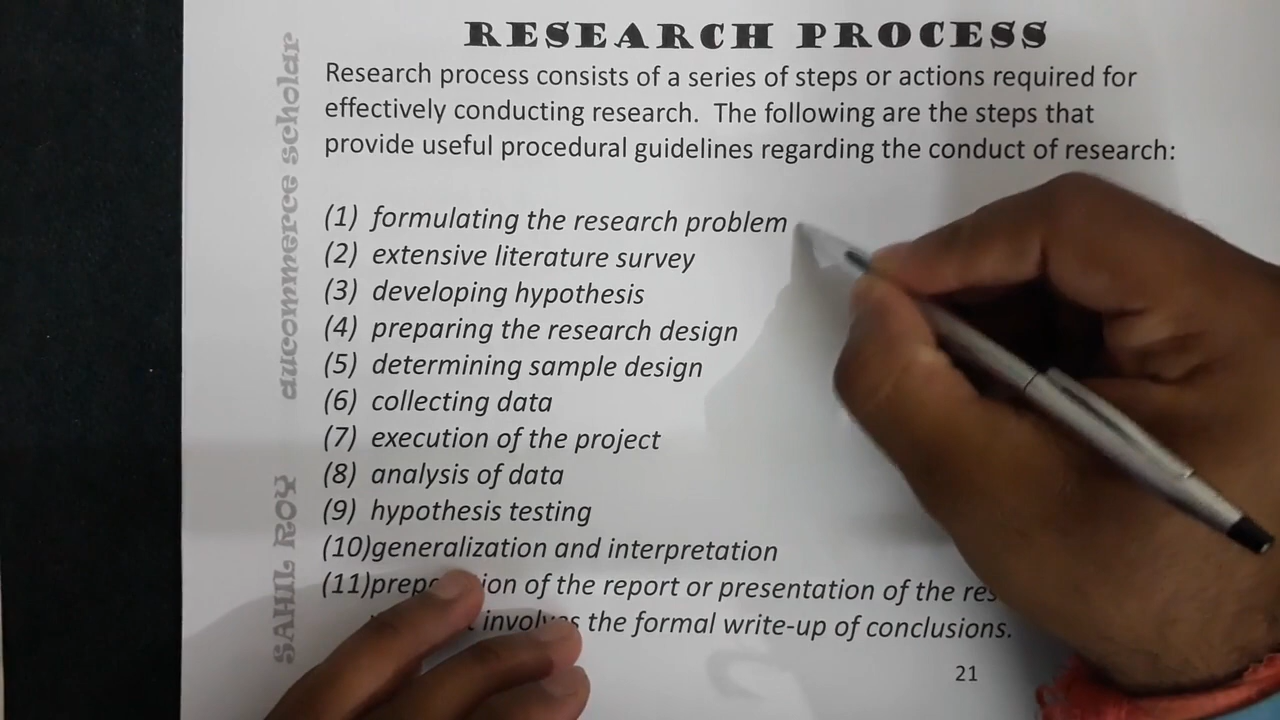 RESEARCH PROCESS
Research process consists of a series of steps or actions required for
effectively conducting research. The following are the steps that
provide useful procedural guidelines regarding the conduct of research:
(1) formulating the research problem
(2) extensive literature survey
(3) developing hypothesis
(4) preparing the research design
(5) determining sample design
(6) collecting data
(7) execution of the project
(8) analysis of data
(9) hypothesis testing
(10)generalization and interpretation
(11) of the report or presentation of the
involves the formal write-up of conclusions.
21
SAHIL ROY aucommerce scholar